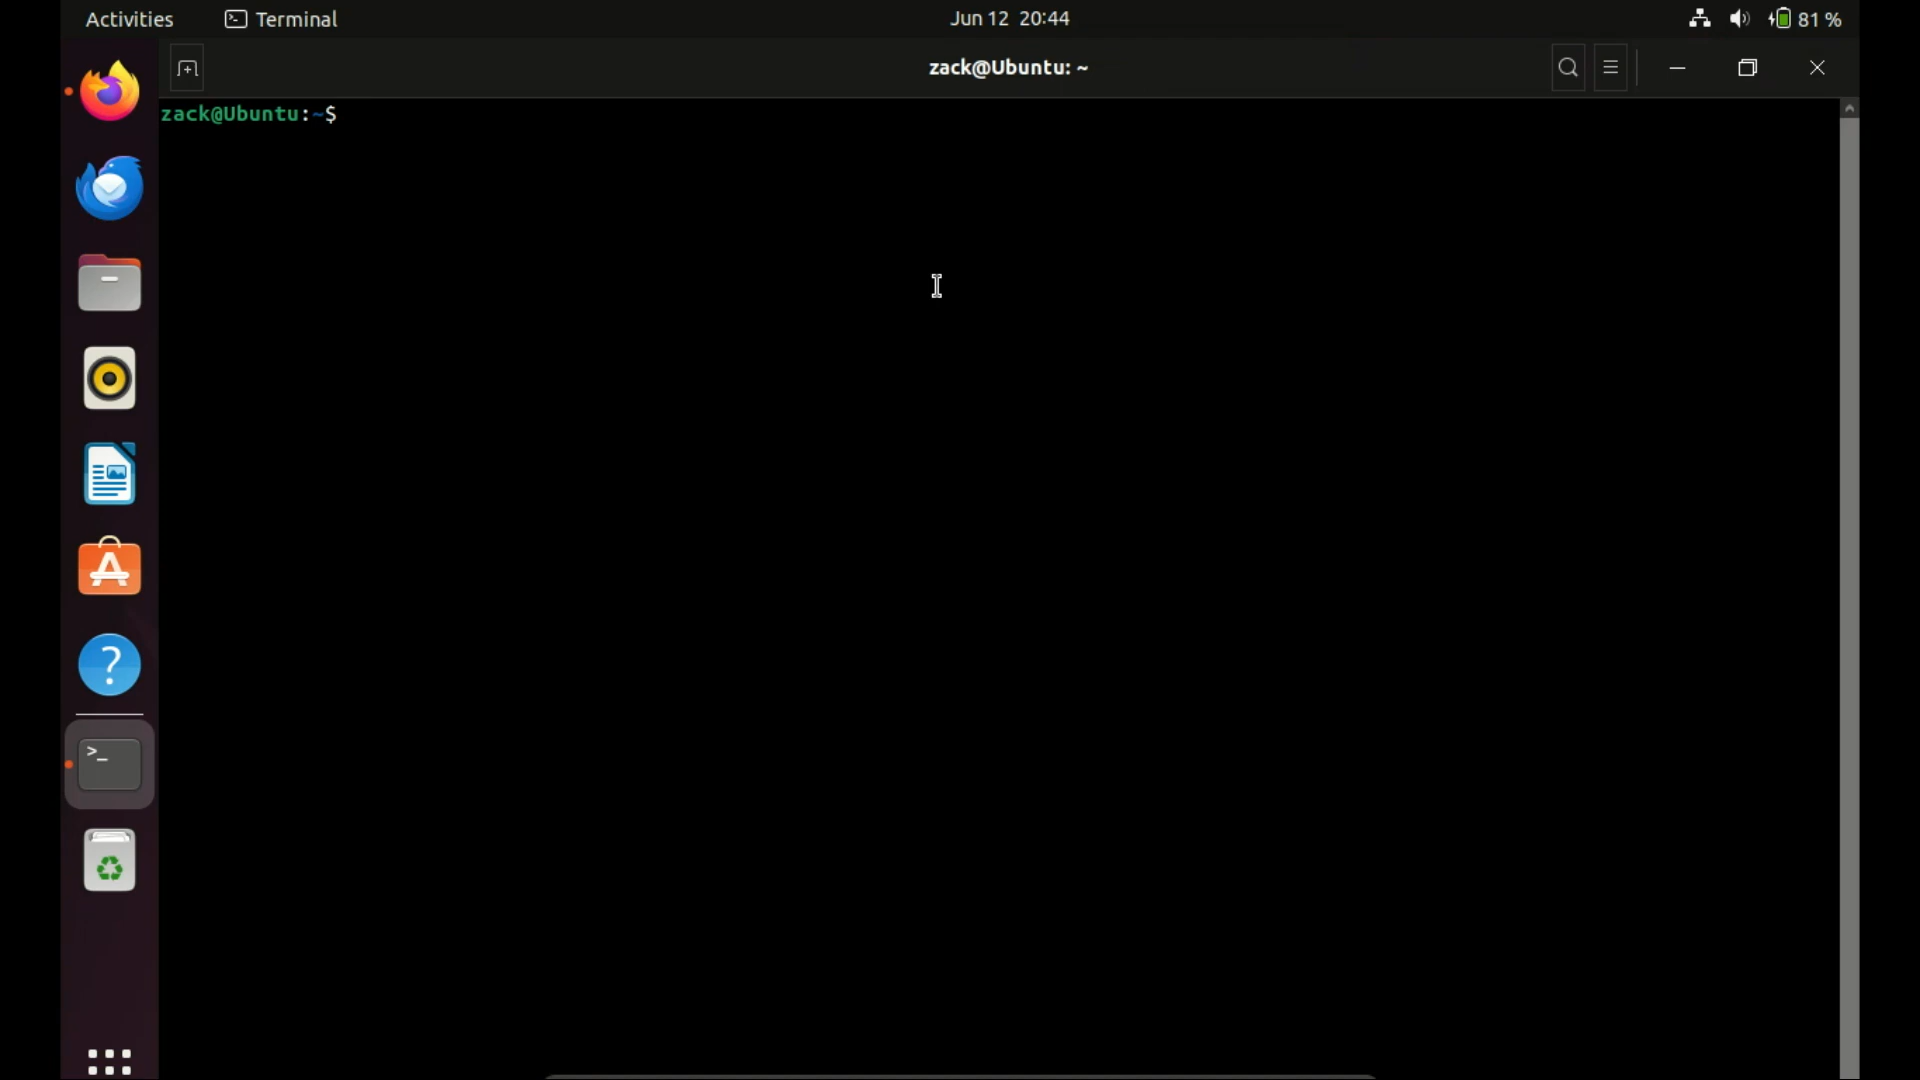 Activities Terminal Jun 12 20:44 81 %
zack@Ubuntu: ~
zack@Ubuntu:~$